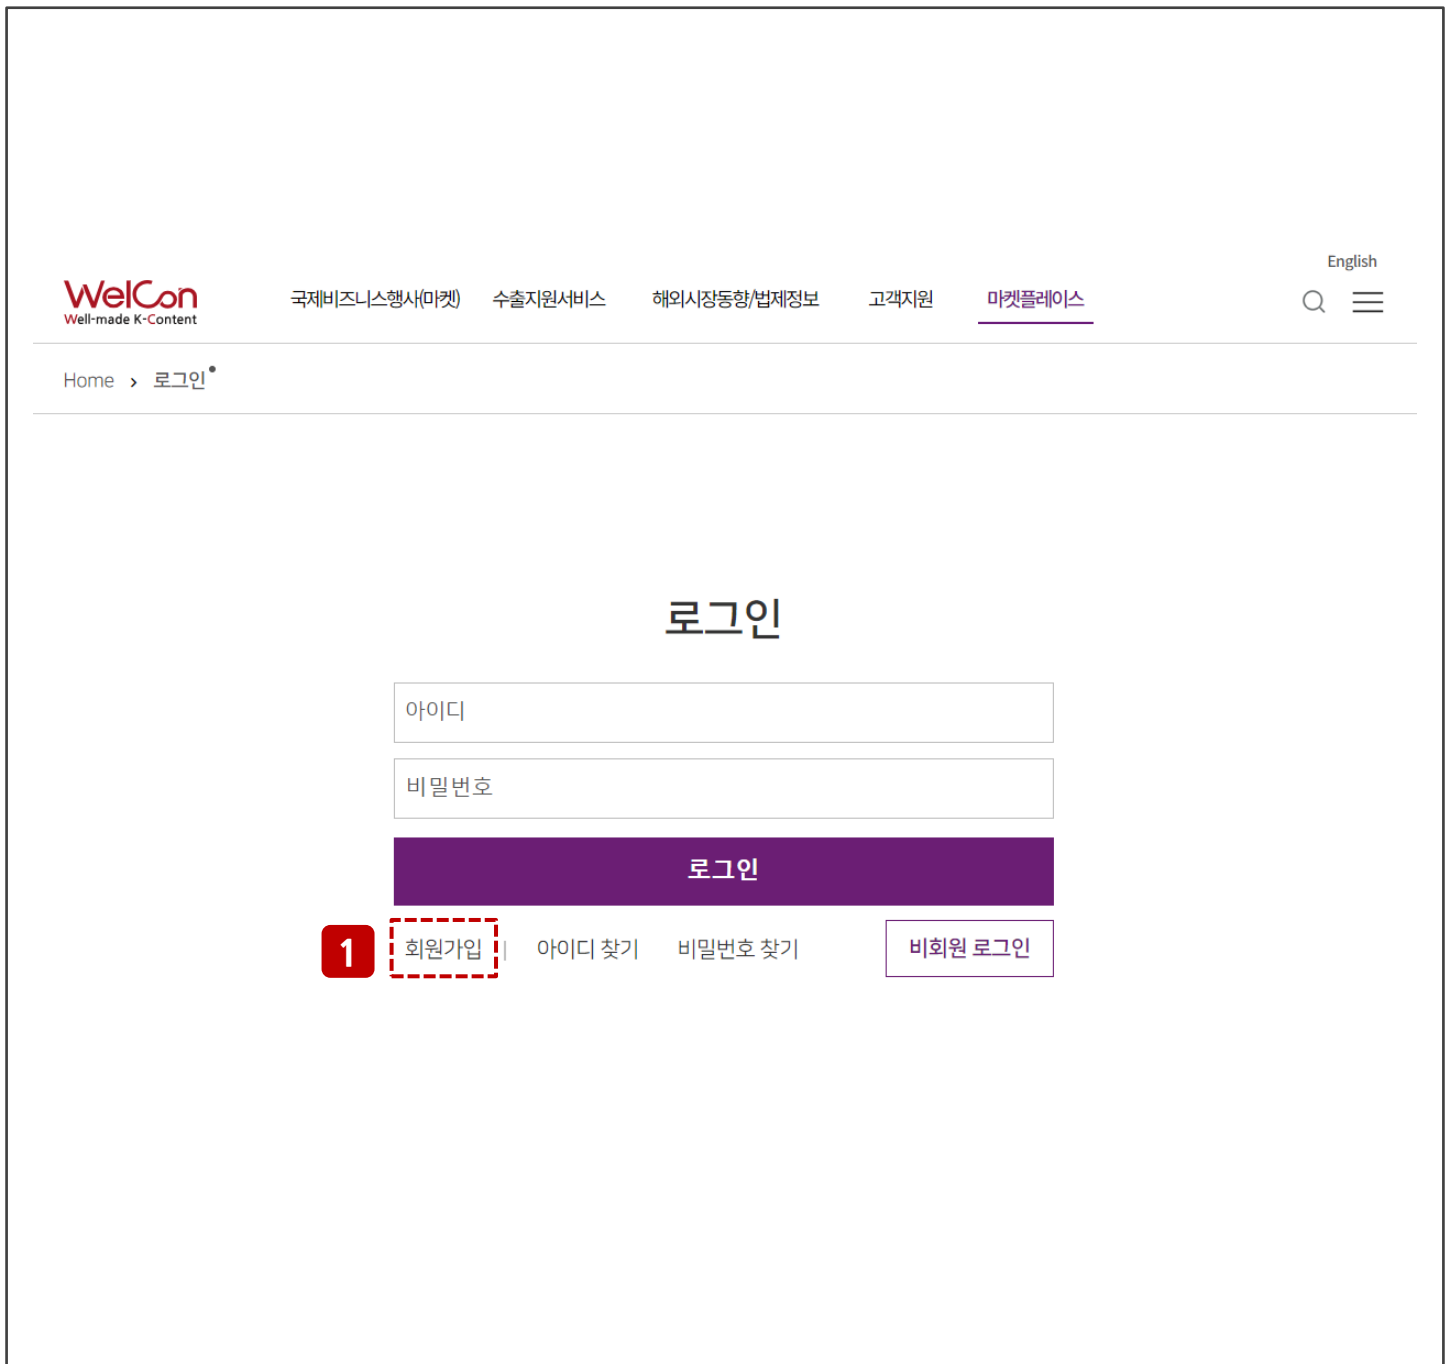 English
WelCon
Well-made K-Content
국제비즈니스행사(마켓) 수출지원서비스 해외시장동향/법제정보 고객지원 마켓플레이스
Home › 로그인
로그인
아이디
비밀번호
로그인
1 회원가입 | 아이디 찾기 비밀번호 찾기 비회원 로그인